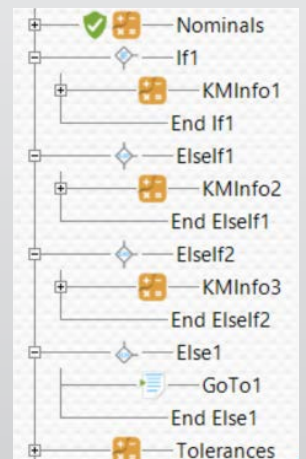 Nominals
If1
KMInfo1
End If1
ElseIf1
KMInfo2
End ElseIf1
ElseIf2
KMInfo3
End ElseIf2
Else1
GoTo1
End Else1
Tolerances